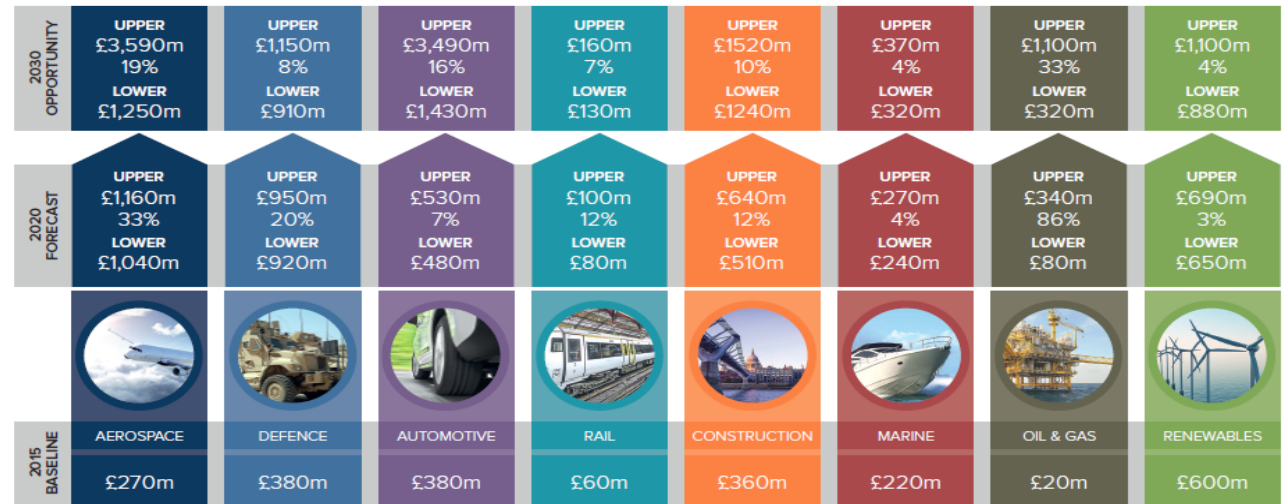 2030
OPPORTUNITY
UPPER
£3,590m
19%
LOWER
£1,250m
UPPER
£1,150m
8%
LOWER
£910m
UPPER
£3,490m
16%
LOWER
£1,430m
UPPER
£160m
7%
LOWER
£130m
UPPER
£1520m
10%
LOWER
£1240m
UPPER
£370m
4%
LOWER
£320m
UPPER
£1,100m
33%
LOWER
£320m
UPPER
£1,100m
4%
LOWER
£880m
2020
FORECAST
UPPER
£1,160m
33%
LOWER
£1,040m
UPPER
£950m
20%
LOWER
£920m
UPPER
£530m
7%
LOWER
£480m
UPPER
£100m
12%
LOWER
£80m
UPPER
£640m
12%
LOWER
£510m
UPPER
£270m
4%
LOWER
£240m
UPPER
£340m
86%
LOWER
£80m
UPPER
£690m
3%
LOWER
£650m
2015
BASELINE
AEROSPACE
£270m
DEFENCE
£380m
AUTOMOTIVE
£380m
RAIL
£60m
CONSTRUCTION
£360m
MARINE
£220m
OIL & GAS
£20m
RENEWABLES
£600m